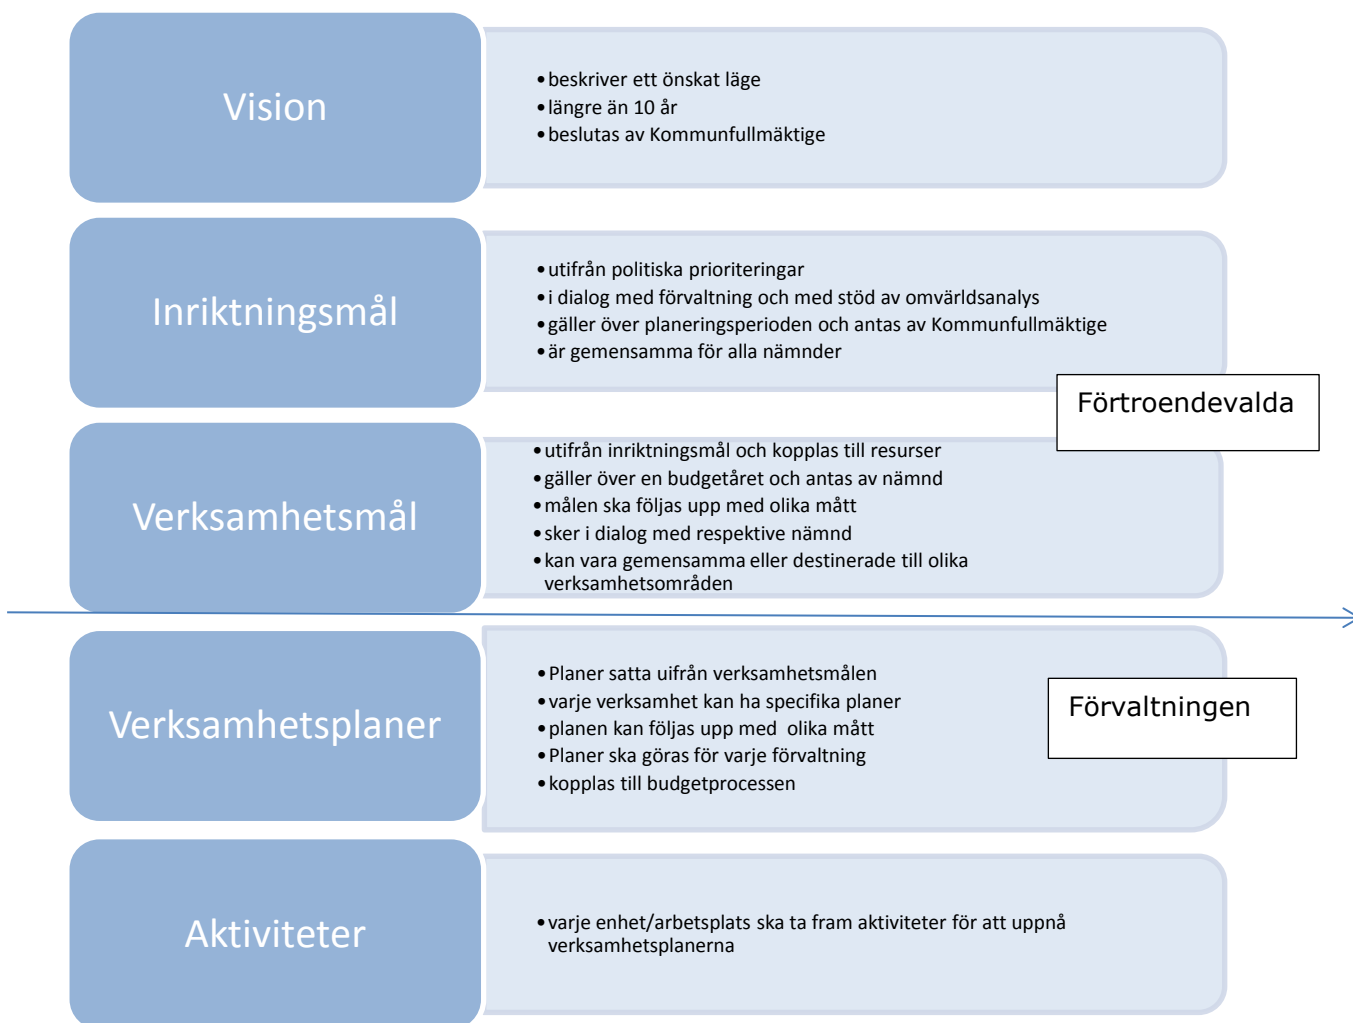 Vision
•beskriver ett önskat läge
•längre än 10 år
•beslutas av Kommunfullmäktige
Inriktningsmål
•utifrån politiska prioriteringar
•i dialog med förvaltning och med stöd av omvärldsanalys
•gäller över planeringsperioden och antas av Kommunfullmäktige
•är gemensamma för alla nämnder
Förtroendevalda
Verksamhetsmål
•utifrån inriktningsmål och kopplas till resurser
•gäller över en budgetåret och antas av nämnd
•målen ska följas upp med olika mått
•sker i dialog med respektive nämnd
•kan vara gemensamma eller destinerade till olika
verksamhetsområden
Verksamhetsplaner
•Planer satta uifrån verksamhetsmålen
•varje verksamhet kan ha specifika planer
•planen kan följas upp med  olika mått
•Planer ska göras för varje förvaltning
•kopplas till budgetprocessen
Förvaltningen
Aktiviteter
•varje enhet/arbetsplats ska ta fram aktiviteter för att uppnå
verksamhetsplanerna